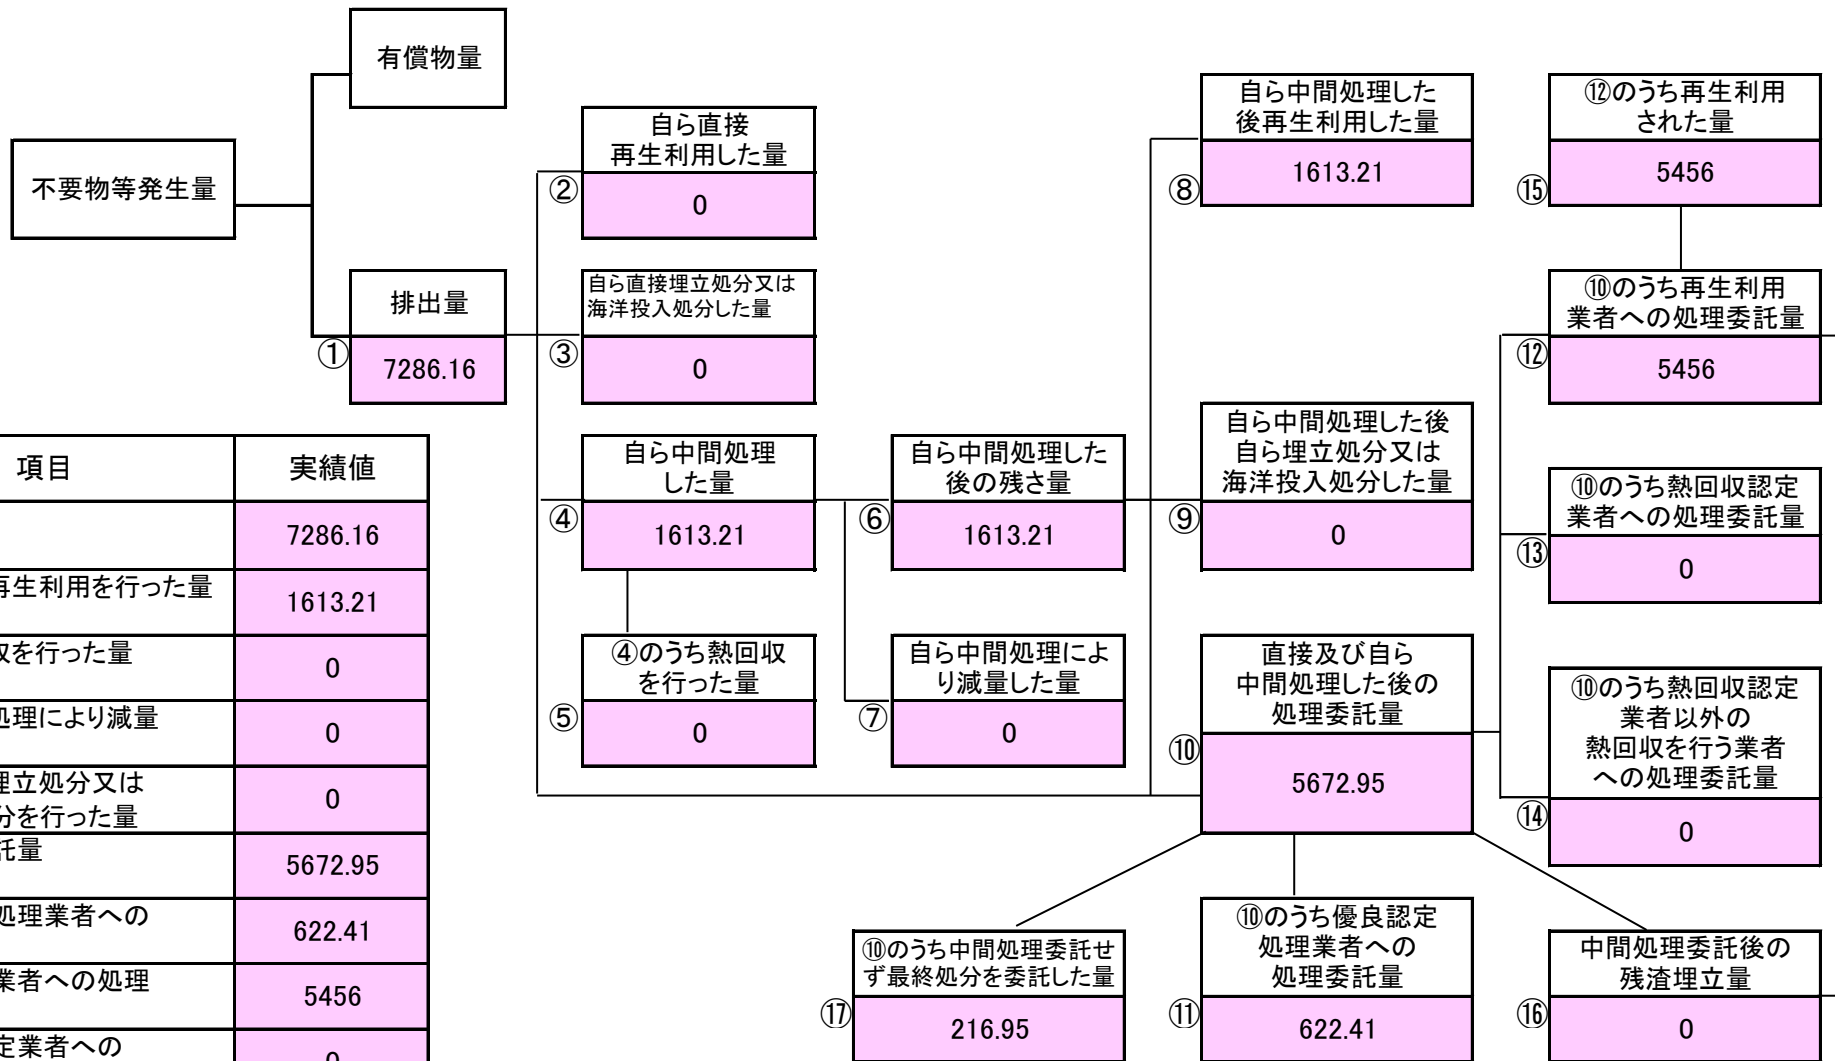 有償物量
不要物等発生量
排出量
①
7286.16
自ら直接
再生利用した量
②
0
自ら直接埋立処分又は
海洋投入処分した量
③
0
自ら中間処理
した量
④
1613.21
④のうち熱回収
を行った量
⑤
0
自ら中間処理した
後の残さ量
⑥
1613.21
自ら中間処理によ
り減量した量
⑦
0
自ら中間処理した
後再生利用した量
⑧
1613.21
自ら中間処理した後
自ら埋立処分又は
海洋投入処分した量
⑨
0
直接及び自ら
中間処理した後の
処理委託量
⑩
5672.95
⑫のうち再生利用
された量
⑮
5456
⑩のうち再生利用
業者への処理委託量
⑫
5456
⑩のうち熱回収認定
業者への処理委託量
⑬
0
⑩のうち熱回収認定
業者以外の
熱回収を行う業者
への処理委託量
⑭
0
⑩のうち中間処理委託せ
ず最終処分を委託した量
⑰
216.95
⑩のうち優良認定
処理業者への
処理委託量
⑪
622.41
中間処理委託後の
残渣埋立量
⑯
0
項目 実績値
7286.16
再生利用を行った量 1613.21
を行った量 0
処理により減量 0
埋立処分又は
分を行った量 0
託量 5672.95
処理業者への 622.41
業者への処理 5456
定業者への 0